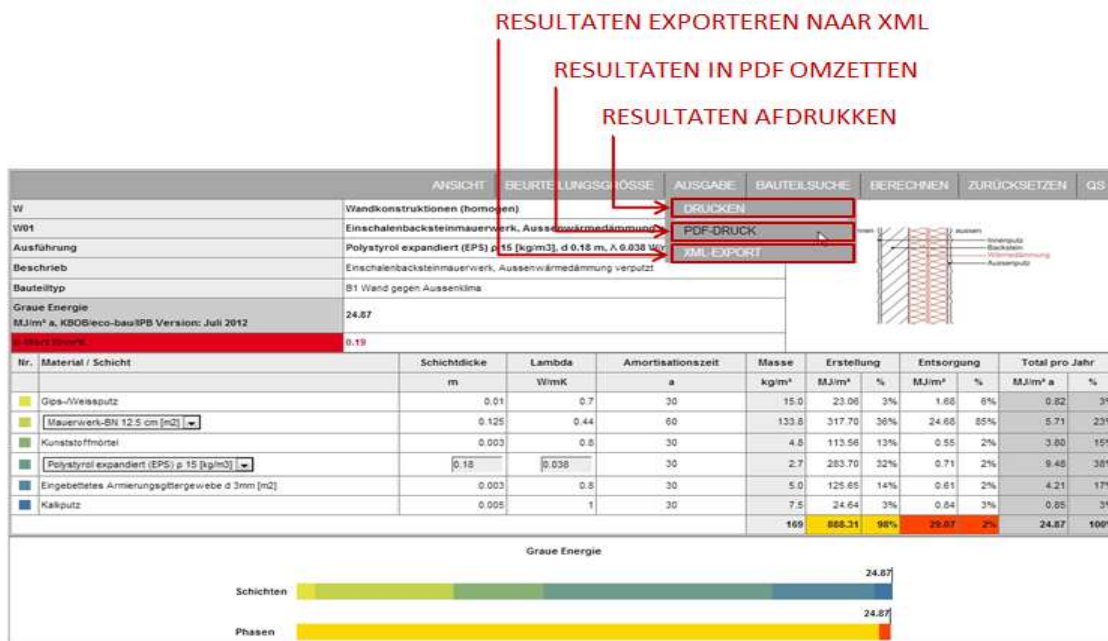 RESULTATEN EXPORTEREN NAAR XML
RESULTATEN IN PDF OMZETTEN
RESULTATEN AFDRUKKEN
ANSICHT BEURTEILUNGSGRÖSSE AUSGABE BAUTEILSUCHE BERECHNEN ZURÜCKSETZEN QS
W Wandkonstruktionen (homogen) DRUCKEN
W01 Einschalenbacksteinmauerwerk, Aussenwärmedämmung PDF-DRUCK aussen
Ausführung Polystyrol expandiert (EPS) ρ 15 [kg/m3], d 0.18 m, Λ 0.038 XML-EXPORT
Innenputz
Backstein
Wärmedämmung
Aussenputz
Beschrieb Einschalenbacksteinmauerwerk, Aussenwärmedämmung verputzt
Bauteiltyp B1 Wand gegen Aussenklima
Graue Energie
MJ/m² a, KBOB/eco-bau/IPB Version: Juli 2012 24.87
0.19
Nr. Material / Schicht Schichtdicke Lambda Amortisationszeit Masse Erstellung Entsorgung Total pro Jahr
m W/mK a kg/m² MJ/m² % MJ/m² % MJ/m² a %
Gips-/Weissputz 0.01 0.7 30 15.0 23.06 3% 1.68 6% 0.82 3%
Mauerwerk-BN 12.5 cm [m2] 0.125 0.44 60 133.8 317.70 36% 24.68 85% 5.71 23%
Kunststoffmörtel 0.003 0.8 30 4.8 113.56 13% 0.55 2% 3.80 15%
Polystyrol expandiert (EPS) ρ 15 [kg/m3] 0.18 0.038 30 2.7 283.70 32% 0.71 2% 9.48 38%
Eingebettetes Armierungsgittergewebe d 3mm [m2] 0.003 0.8 30 5.0 125.65 14% 0.61 2% 4.21 17%
Kalkputz 0.005 1 30 7.5 24.64 3% 0.84 3% 0.85 3%
169 888.31 98% 29.07 2% 24.87 100%
Graue Energie
24.87
Schichten
24.87
Phasen